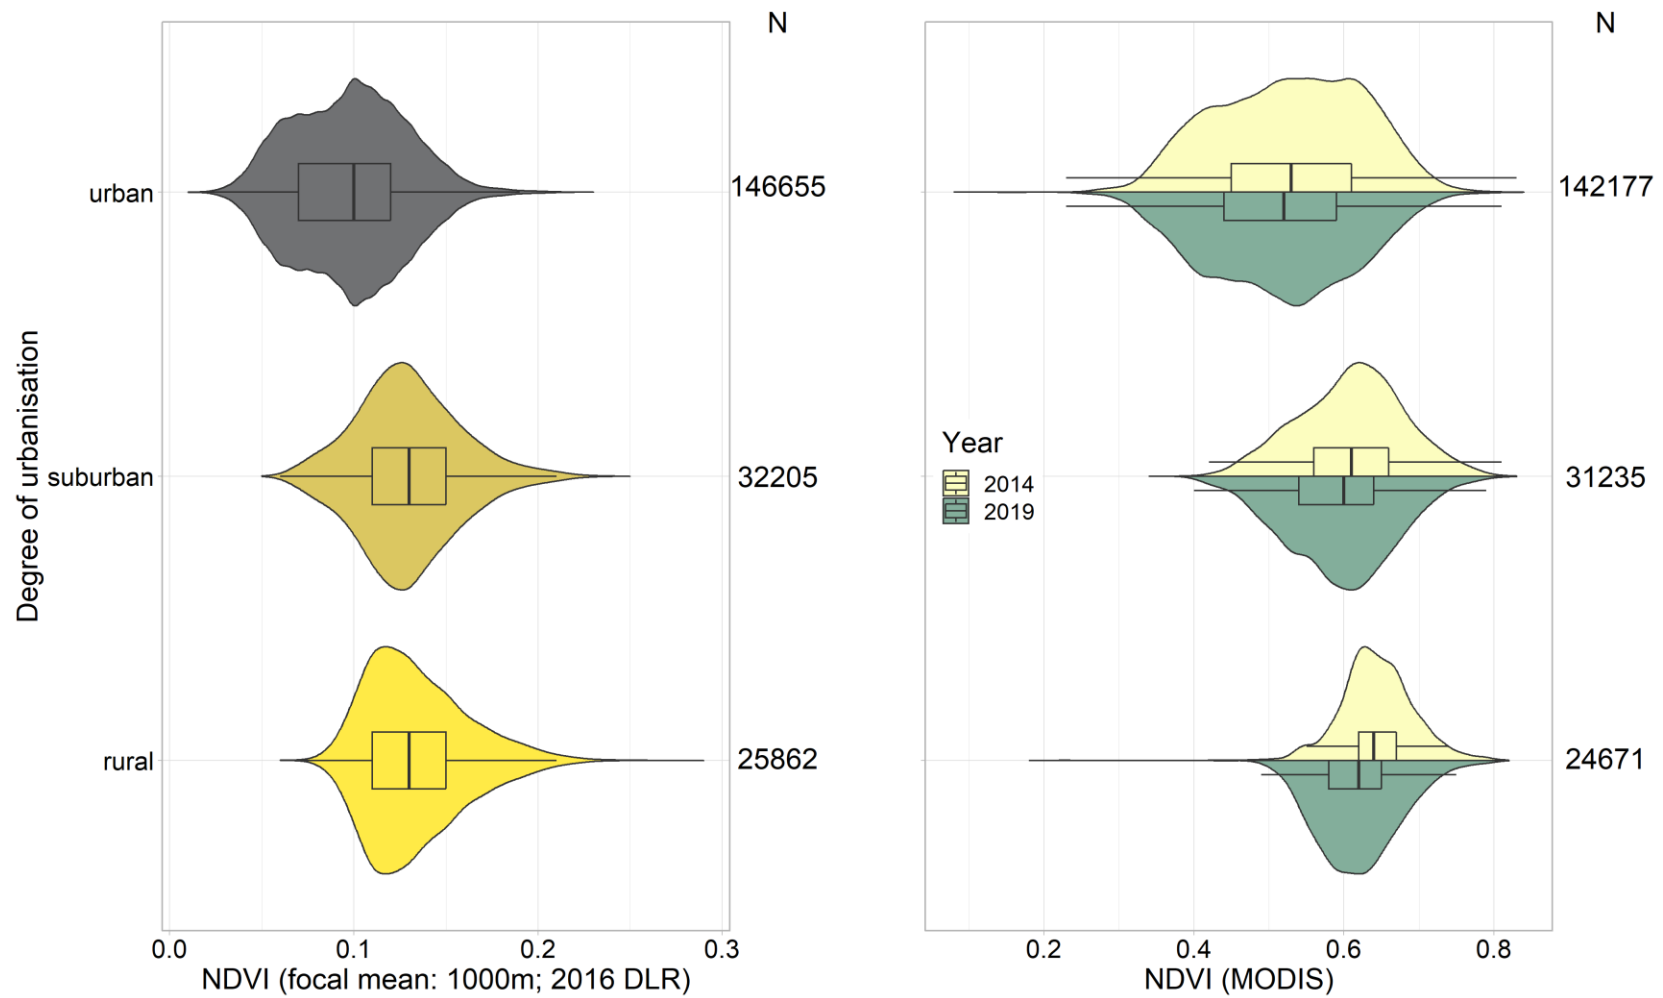 N
N
urban
146655
142177
Degree of urbanisation
suburban
32205
Year
2014
2019
31235
rural
25862
24671
0.0 0.1 0.2 0.3
0.2 0.4 0.6 0.8
NDVI (focal mean: 1000m; 2016 DLR)
NDVI (MODIS)